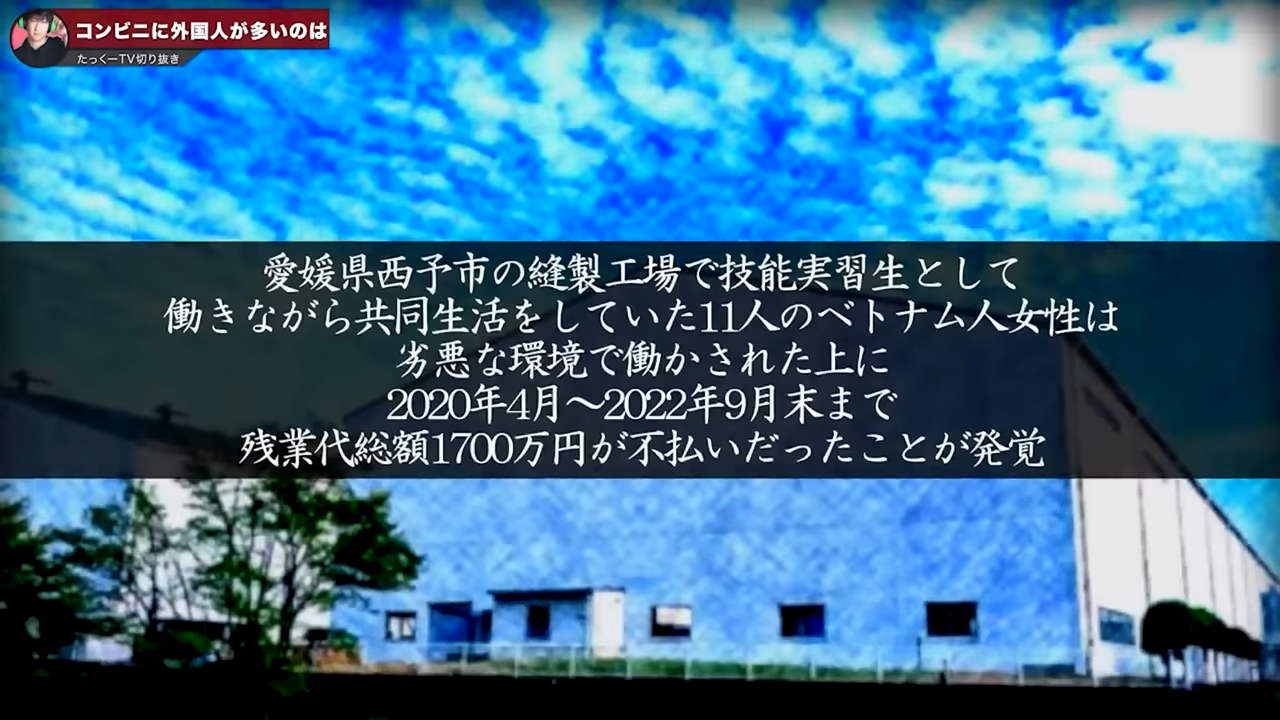 コンビニに外国人が多いのは
たっくーTV切り抜き
愛媛県西予市の縫製工場で技能実習生として
働きながら共同生活をしていた11人のベトナム人女性は
劣悪な環境で働かされた上に
2020年4月～2022年9月末まで
残業代総額1700万円が不払いだったことが発覚